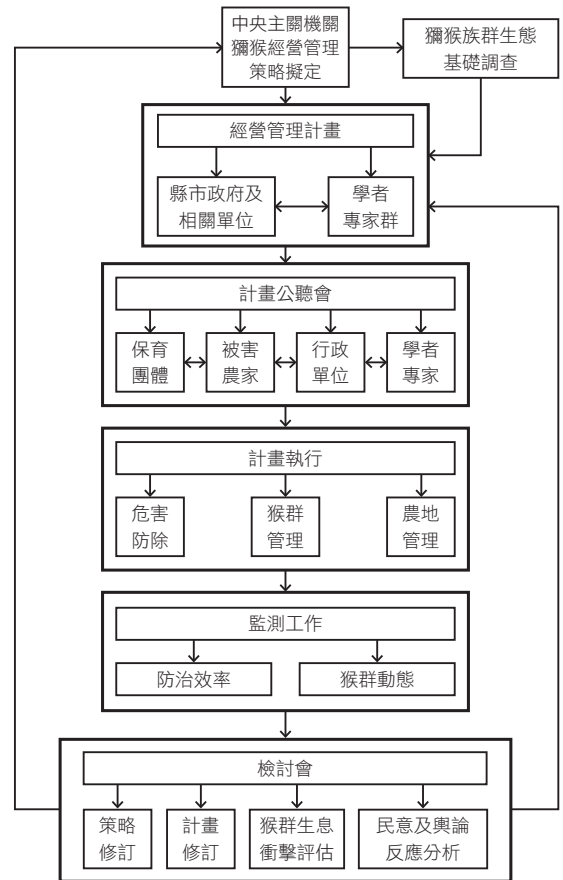 中央主關機關
獼猴經營管理
策略擬定
獼猴族群生態
基礎調查
經營管理計畫
縣市政府及
相關單位
學者
專家群
計畫公聽會
保育
團體
被害
農家
行政
單位
學者
專家
計畫執行
危害
防除
猴群
管理
農地
管理
監測工作
防治效率
猴群動態
檢討會
策略
修訂
計畫
修訂
猴群生息
衝擊評估
民意及輿論
反應分析